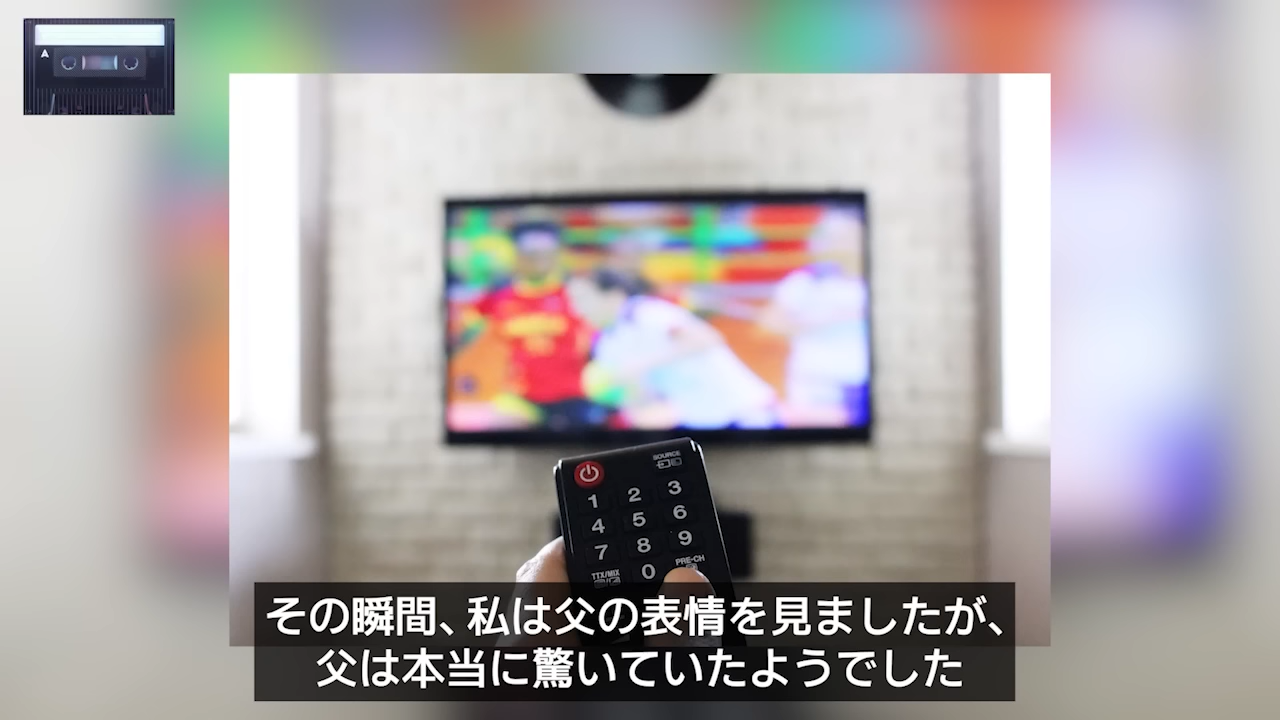 A
SOURCE
1 2 3
4 5 6
7 8 9
TTX/MIX 0 PRE-CH
その瞬間、私は父の表情を見ましたが、
父は本当に驚いていたようでした